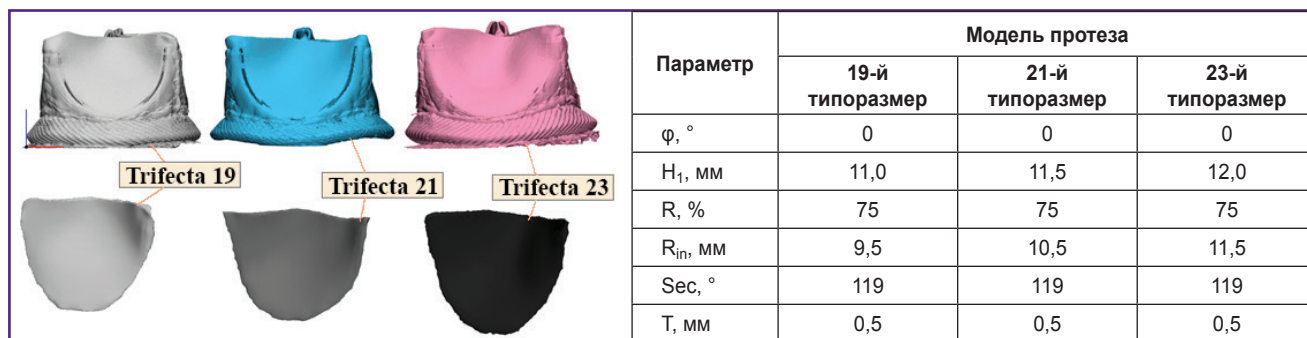 Trifecta 19
Trifecta 21
Trifecta 23
Параметр
Модель протеза
19-й типоразмер
21-й типоразмер
23-й типоразмер
φ, ° 0 0 0
H₁, мм 11,0 11,5 12,0
R, % 75 75 75
Rin, мм 9,5 10,5 11,5
Sec, ° 119 119 119
T, мм 0,5 0,5 0,5